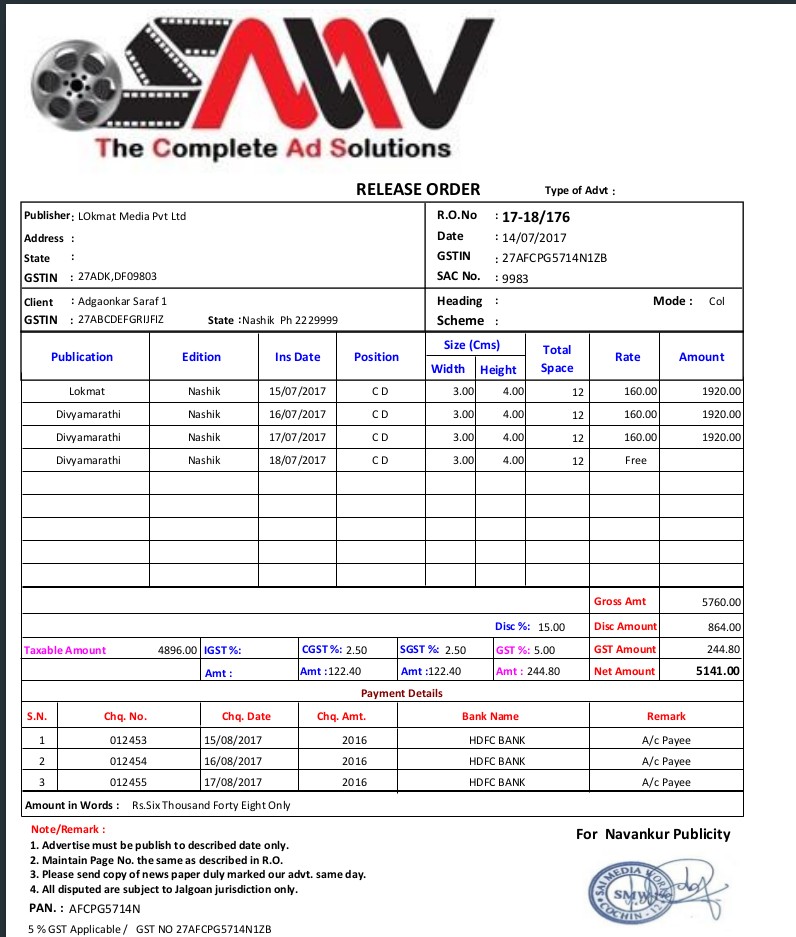 SMW
The Complete Ad Solutions
RELEASE ORDER Type of Advt :
Publisher : LOkmat Media Pvt Ltd R.O.No : 17-18/176
Address : Date : 14/07/2017
State : GSTIN : 27AFCPG5714N1ZB
GSTIN : 27ADK,DF09803 SAC No. : 9983
Client : Adgaonkar Saraf 1 Heading : Mode : Col
GSTIN : 27ABCDEFGRIJFIZ State : Nashik Ph 2229999 Scheme :
Publication Edition Ins Date Position Size (Cms) Width Height Total Space Rate Amount
Lokmat Nashik 15/07/2017 C D 3.00 4.00 12 160.00 1920.00
Divyamarathi Nashik 16/07/2017 C D 3.00 4.00 12 160.00 1920.00
Divyamarathi Nashik 17/07/2017 C D 3.00 4.00 12 160.00 1920.00
Divyamarathi Nashik 18/07/2017 C D 3.00 4.00 12 Free
Gross Amt 5760.00
Disc %: 15.00 Disc Amount 864.00
Taxable Amount 4896.00 IGST %: CGST %: 2.50 SGST %: 2.50 GST %: 5.00 GST Amount 244.80
Amt : Amt :122.40 Amt :122.40 Amt : 244.80 Net Amount 5141.00
Payment Details
S.N. Chq. No. Chq. Date Chq. Amt. Bank Name Remark
1 012453 15/08/2017 2016 HDFC BANK A/c Payee
2 012454 16/08/2017 2016 HDFC BANK A/c Payee
3 012455 17/08/2017 2016 HDFC BANK A/c Payee
Amount in Words : Rs.Six Thousand Forty Eight Only
Note/Remark :
1. Advertise must be publish to described date only.
2. Maintain Page No. the same as described in R.O.
3. Please send copy of news paper duly marked our advt. same day.
4. All disputed are subject to Jalgoan jurisdiction only.
For Navankur Publicity
SAI MEDIA WORLD
SMW
COCHIN - 12
PAN. : AFCPG5714N
5 % GST Applicable / GST NO 27AFCPG5714N1ZB